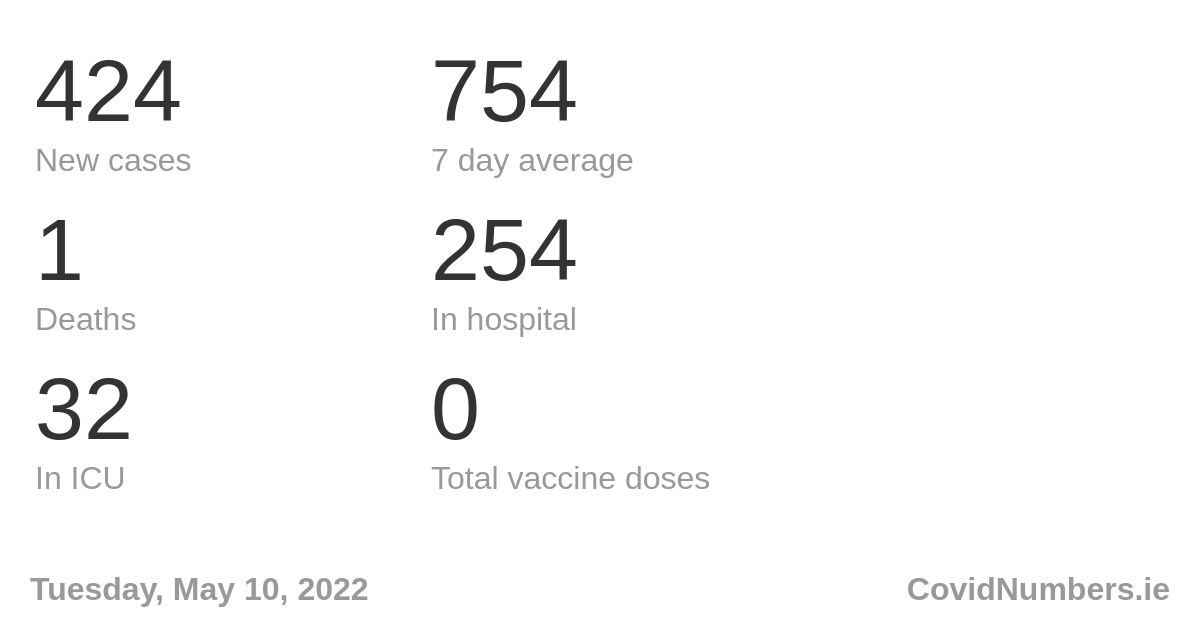 424
New cases
754
7 day average
1
Deaths
254
In hospital
32
In ICU
0
Total vaccine doses
Tuesday, May 10, 2022
CovidNumbers.ie